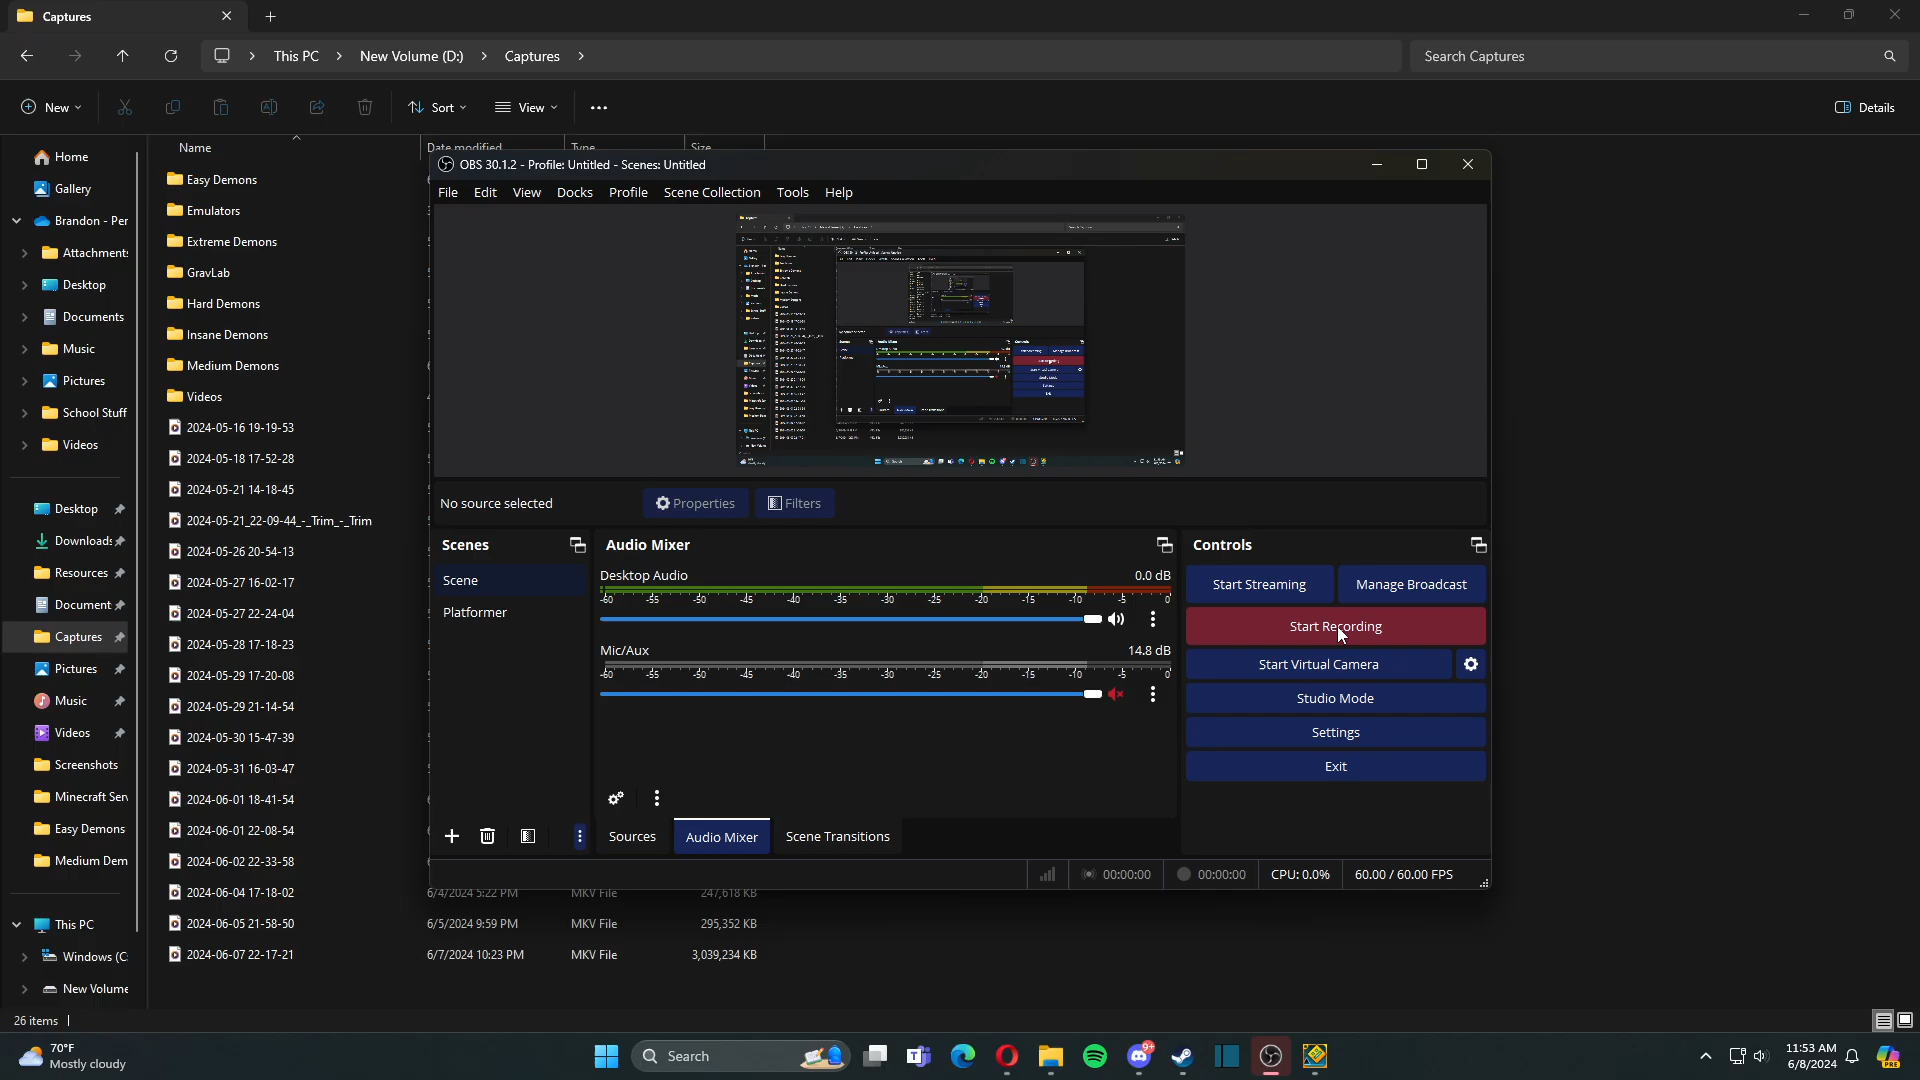 Captures
This PC > New Volume (D:) > Captures >
Search Captures
New
Sort
View
Details
Home
Gallery
Brandon - Per
Attachments
Desktop
Documents
Music
Pictures
School Stuff
Videos
Desktop
Downloads
Resources
Document
Captures
Pictures
Music
Videos
Screenshots
Minecraft Serv
Easy Demons
Medium Dem
This PC
Windows (C:
New Volume
Name
Date modified
Type
Size
Easy Demons
Emulators
Extreme Demons
GravLab
Hard Demons
Insane Demons
Medium Demons
Videos
2024-05-16 19-19-53
2024-05-18 17-52-28
2024-05-21 14-18-45
2024-05-21_22-09-44_-_Trim_-_Trim
2024-05-26 20-54-13
2024-05-27 16-02-17
2024-05-27 22-24-04
2024-05-28 17-18-23
2024-05-29 17-20-08
2024-05-29 21-14-54
2024-05-30 15-47-39
2024-05-31 16-03-47
2024-06-01 18-41-54
2024-06-01 22-08-54
2024-06-02 22-33-58
2024-06-04 17-18-02 6/4/2024 5:22 PM MKV File 247,618 KB
2024-06-05 21-58-50 6/5/2024 9:59 PM MKV File 295,352 KB
2024-06-07 22-17-21 6/7/2024 10:23 PM MKV File 3,039,234 KB
OBS 30.1.2 - Profile: Untitled - Scenes: Untitled
File Edit View Docks Profile Scene Collection Tools Help
No source selected
Properties
Filters
Scenes
Scene
Platformer
Audio Mixer
Desktop Audio 0.0 dB
-60 -55 -50 -45 -40 -35 -30 -25 -20 -15 -10 -5 0
Mic/Aux 14.8 dB
-60 -55 -50 -45 -40 -35 -30 -25 -20 -15 -10 -5 0
Sources
Audio Mixer
Scene Transitions
Controls
Start Streaming
Manage Broadcast
Start Recording
Start Virtual Camera
Studio Mode
Settings
Exit
00:00:00
00:00:00
CPU: 0.0%
60.00 / 60.00 FPS
26 items
70°F
Mostly cloudy
Search
9+
11:53 AM
6/8/2024
PRE